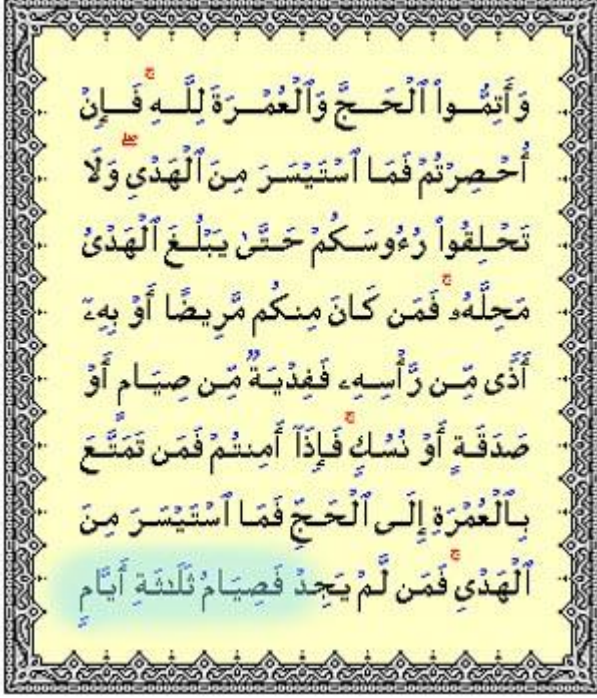 وَأَتِمُّوا۟ ٱلْحَجَّ وَٱلْعُمْرَةَ لِلَّهِ ۚ فَإِنْ
أُحْصِرْتُمْ فَمَا ٱسْتَيْسَرَ مِنَ ٱلْهَدْىِ ۖ وَلَا
تَحْلِقُوا۟ رُءُوسَكُمْ حَتَّىٰ يَبْلُغَ ٱلْهَدْىُ
مَحِلَّهُۥ ۚ فَمَن كَانَ مِنكُم مَّرِيضًا أَوْ بِهِۦٓ
أَذًى مِّن رَّأْسِهِۦ فَفِدْيَةٌ مِّن صِيَامٍ أَوْ
صَدَقَةٍ أَوْ نُسُكٍ ۚ فَإِذَآ أَمِنتُمْ فَمَن تَمَتَّعَ
بِٱلْعُمْرَةِ إِلَى ٱلْحَجِّ فَمَا ٱسْتَيْسَرَ مِنَ
ٱلْهَدْىِ ۚ فَمَن لَّمْ يَجِدْ فَصِيَامُ ثَلَٰثَةِ أَيَّامٍ